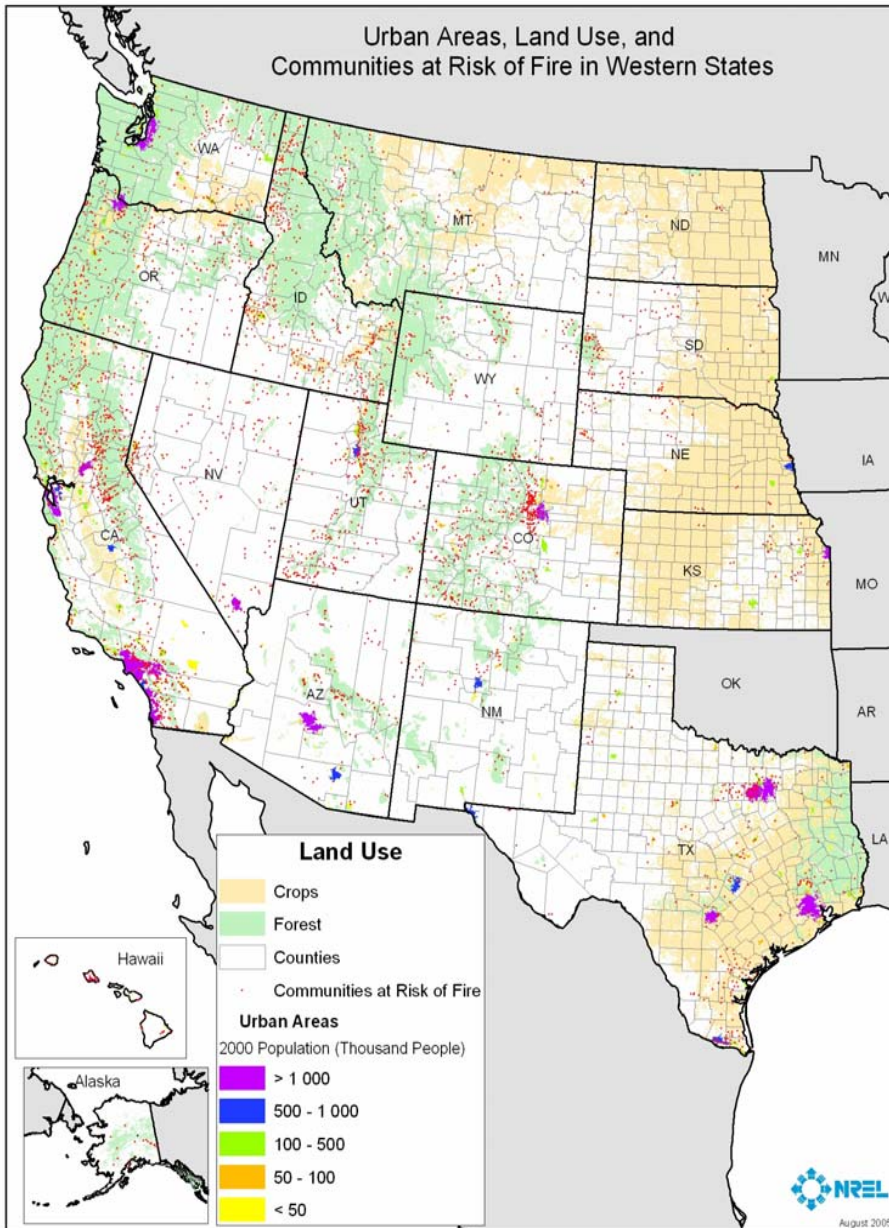 Urban Areas, Land Use, and
Communities at Risk of Fire in Western States
WA
MT
ND
MN
OR
ID
SD
WY
NE
IA
NV
UT
CA
CO
KS
MO
AZ
NM
OK
AR
TX
LA
Land Use
Crops
Forest
Counties
Communities at Risk of Fire
Urban Areas
2000 Population (Thousand People)
> 1 000
500 - 1 000
100 - 500
50 - 100
< 50
Hawaii
Alaska
NREL